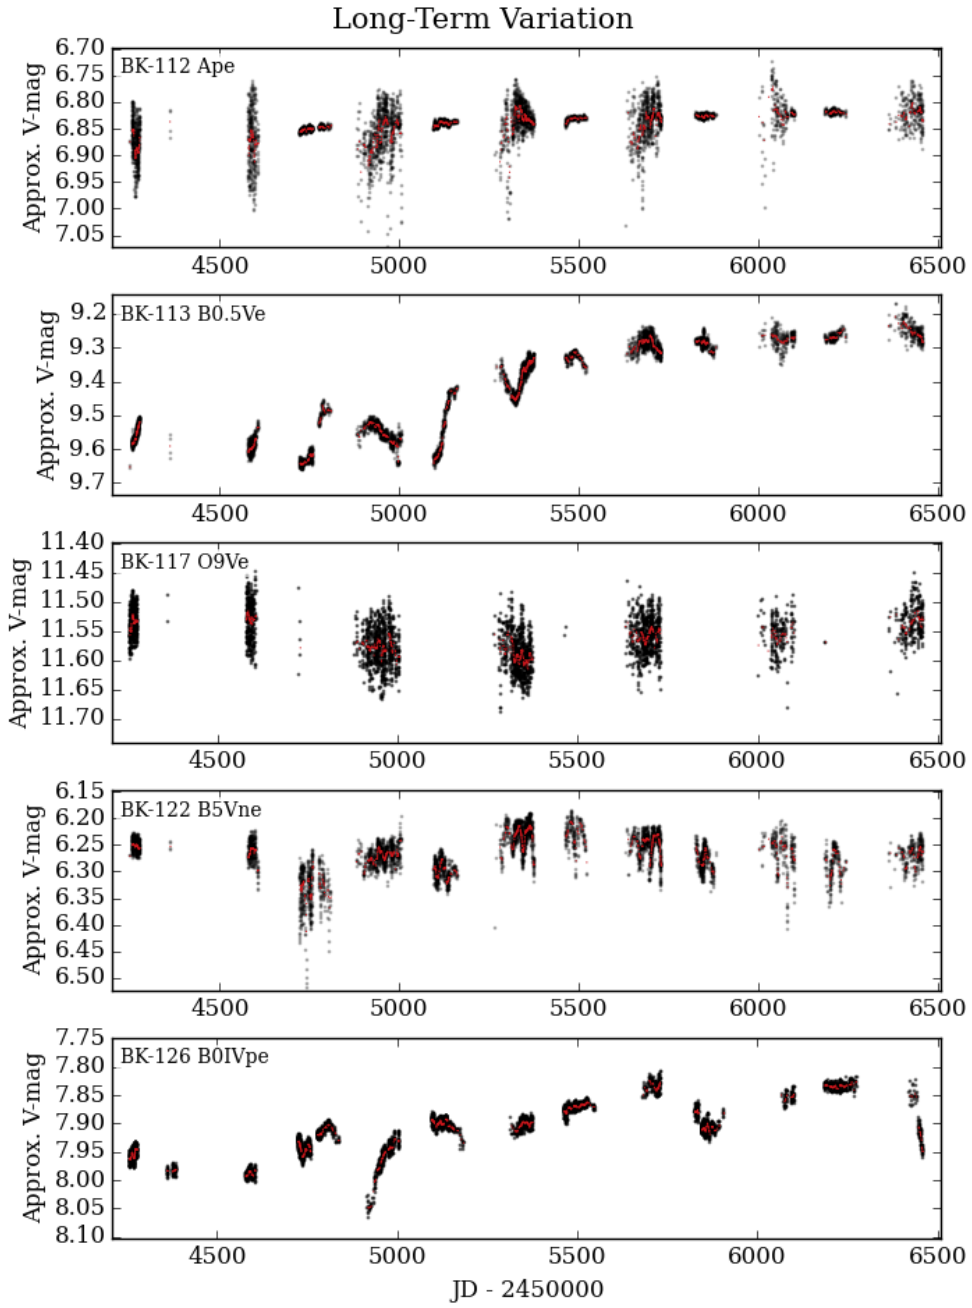 Long-Term Variation
BK-112 Ape
Approx. V-mag
6.70
6.75
6.80
6.85
6.90
6.95
7.00
7.05
4500 5000 5500 6000 6500
BK-113 B0.5Ve
Approx. V-mag
9.2
9.3
9.4
9.5
9.6
9.7
4500 5000 5500 6000 6500
BK-117 O9Ve
Approx. V-mag
11.40
11.45
11.50
11.55
11.60
11.65
11.70
4500 5000 5500 6000 6500
BK-122 B5Vne
Approx. V-mag
6.15
6.20
6.25
6.30
6.35
6.40
6.45
6.50
4500 5000 5500 6000 6500
BK-126 B0IVpe
Approx. V-mag
7.75
7.80
7.85
7.90
7.95
8.00
8.05
8.10
4500 5000 5500 6000 6500
JD - 2450000